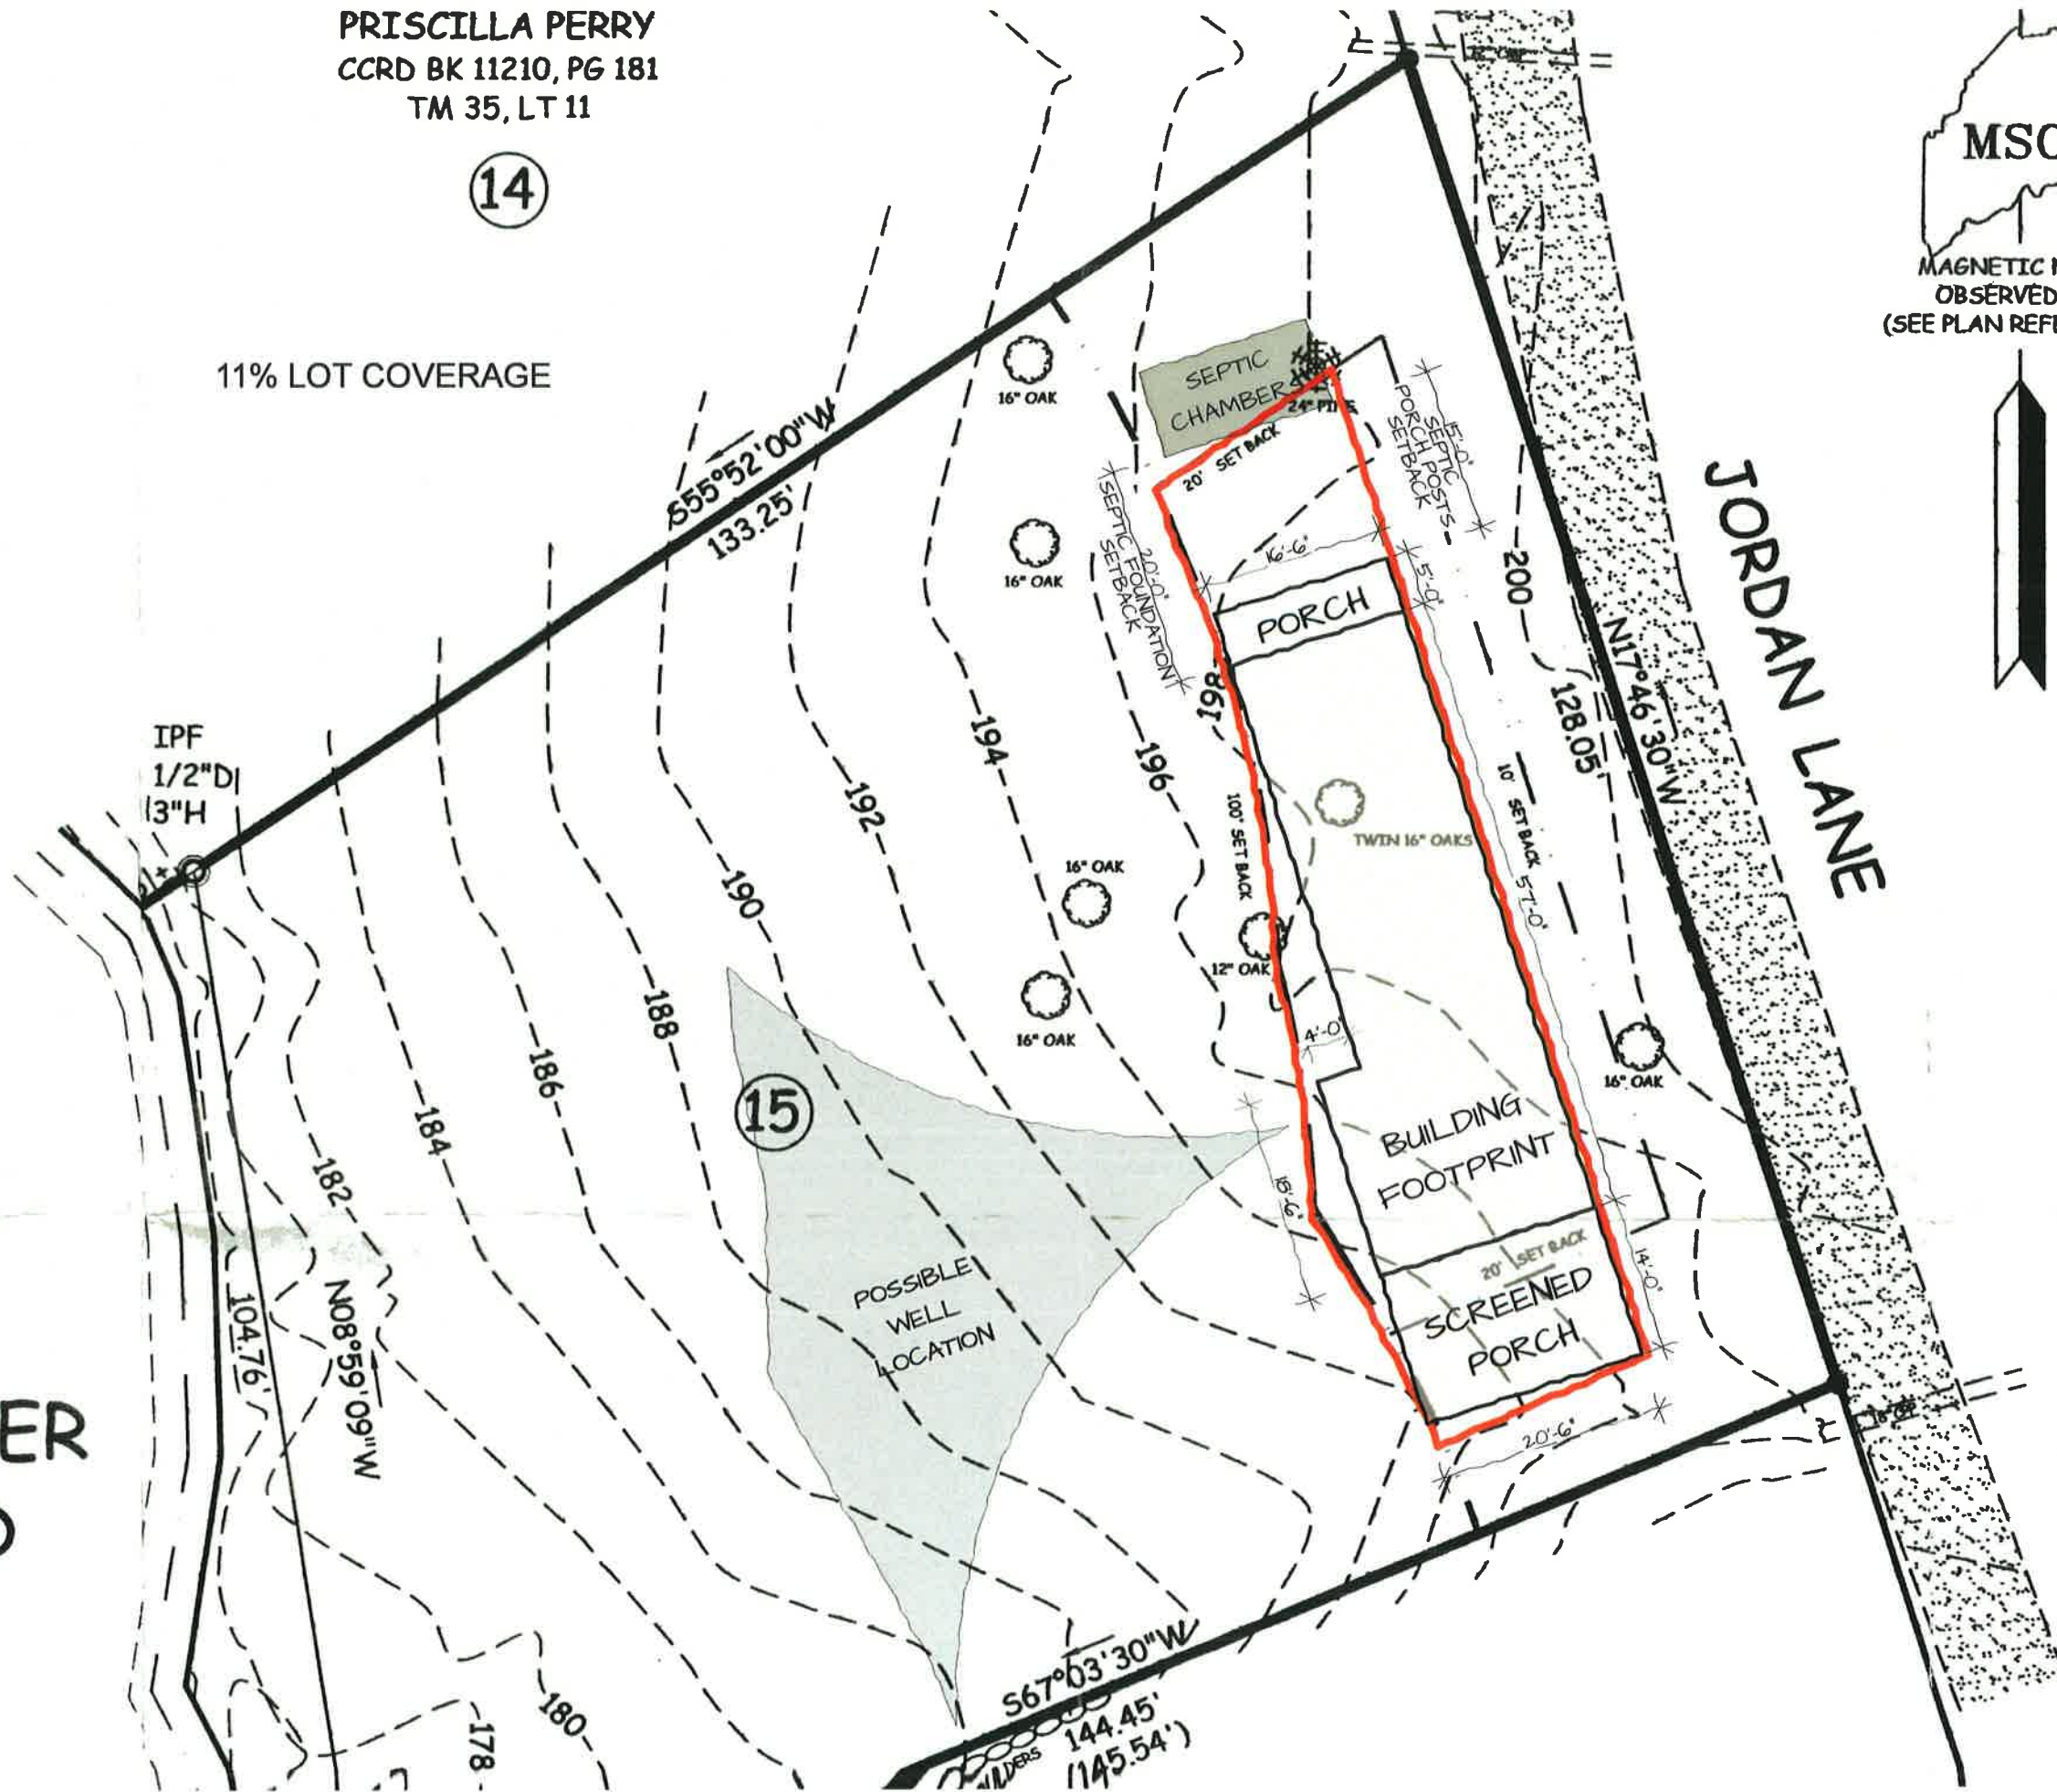 PRISCILLA PERRY
CCRD BK 11210, PG 181
TM 35, LT 11
14
11% LOT COVERAGE
MAGNETIC
OBSERVED
(SEE PLAN REF
JORDAN LANE
N17°46'30"W
128.05'
200
S55°52'00"W
133.25'
IPF
1/2"D
3"H
16" OAK
SEPTIC
CHAMBER
24" PINE
20' SET BACK
15'-0"
SEPTIC
PORCH POSTS
SETBACK
16" OAK
20'-0"
SEPTIC FOUNDATION
SETBACK
16'-6"
5'-0"
PORCH
198
196
194
192
190
188
186
184
182
180
178
100' SET BACK
10' SET BACK
TWIN 16" OAKS
57'-0"
16" OAK
12" OAK
16" OAK
4'-0"
16" OAK
15
BUILDING
FOOTPRINT
18'-6"
20' SET BACK
14'-0"
SCREENED
PORCH
20'-6"
POSSIBLE
WELL
LOCATION
104.76'
N08°59'09"W
ER
S67°03'30"W
144.45'
(145.54')